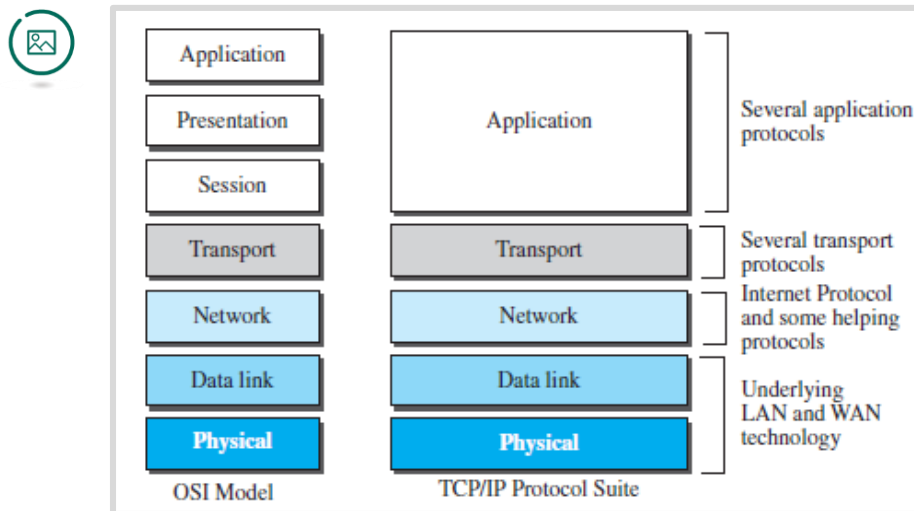 Application
Presentation
Session
Transport
Network
Data link
Physical
OSI Model
Application
Transport
Network
Data link
Physical
TCP/IP Protocol Suite
Several application
protocols
Several transport
protocols
Internet Protocol
and some helping
protocols
Underlying
LAN and WAN
technology